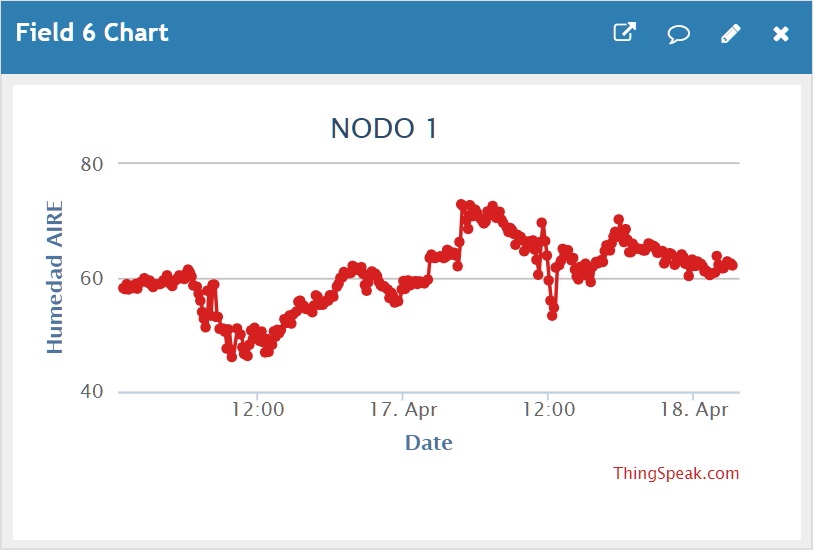 Field 6 Chart
NODO 1
Humedad AIRE
80
60
40
12:00
17. Apr
12:00
18. Apr
Date
ThingSpeak.com